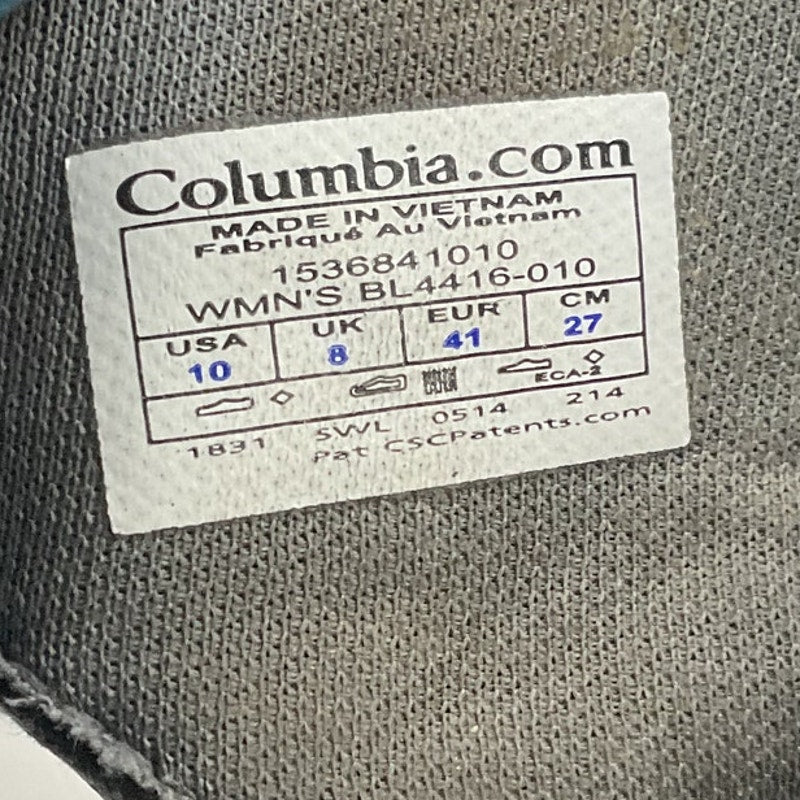 Columbia.com
MADE IN VIETNAM
Fabriqué Au Vietnam
1536841010
WMN'S BL4416-010
USA UK EUR CM
10 8 41 27
ECA-2
1831 SWL 0514 214
Pat CSCPatents.com